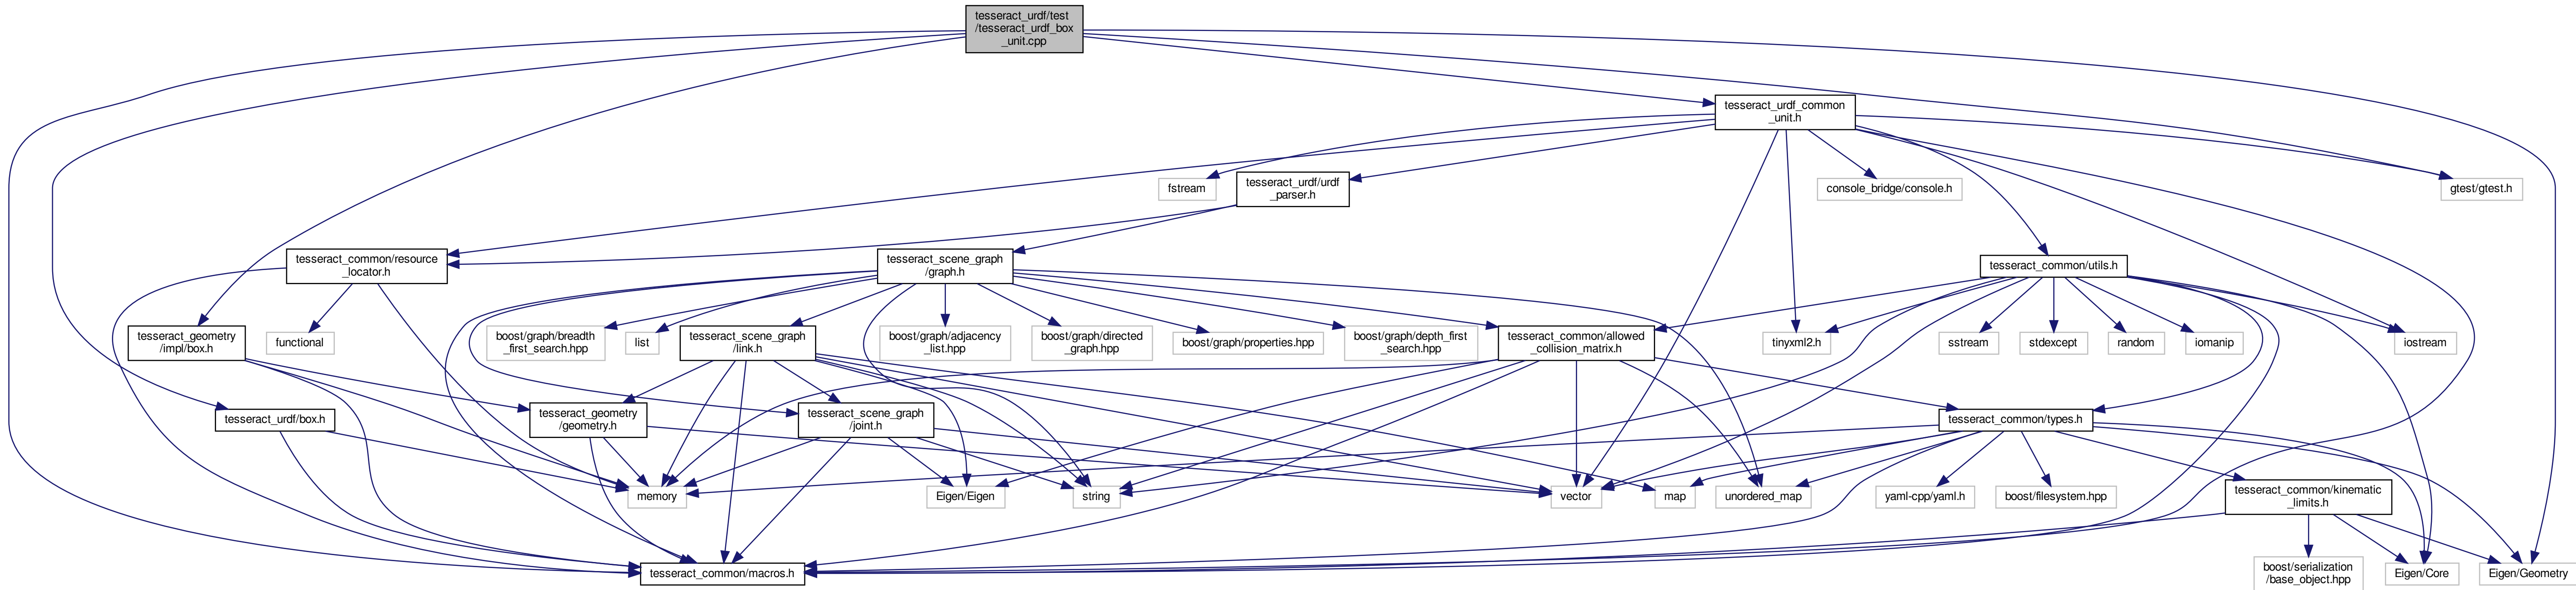 tesseract_urdf/test
/tesseract_urdf_box
_unit.cpp
tesseract_urdf_common
_unit.h
fstream
tesseract_urdf/urdf
_parser.h
console_bridge/console.h
gtest/gtest.h
tesseract_common/resource
_locator.h
tesseract_scene_graph
/graph.h
tesseract_common/utils.h
tesseract_geometry
/impl/box.h
functional
boost/graph/breadth
_first_search.hpp
list
tesseract_scene_graph
/link.h
boost/graph/adjacency
_list.hpp
boost/graph/directed
_graph.hpp
boost/graph/properties.hpp
boost/graph/depth_first
_search.hpp
tesseract_common/allowed
_collision_matrix.h
tinyxml2.h
sstream
stdexcept
random
iomanip
iostream
tesseract_urdf/box.h
tesseract_geometry
/geometry.h
tesseract_scene_graph
/joint.h
tesseract_common/types.h
memory
Eigen/Eigen
string
vector
map
unordered_map
yaml-cpp/yaml.h
boost/filesystem.hpp
tesseract_common/kinematic
_limits.h
tesseract_common/macros.h
boost/serialization
/base_object.hpp
Eigen/Core
Eigen/Geometry